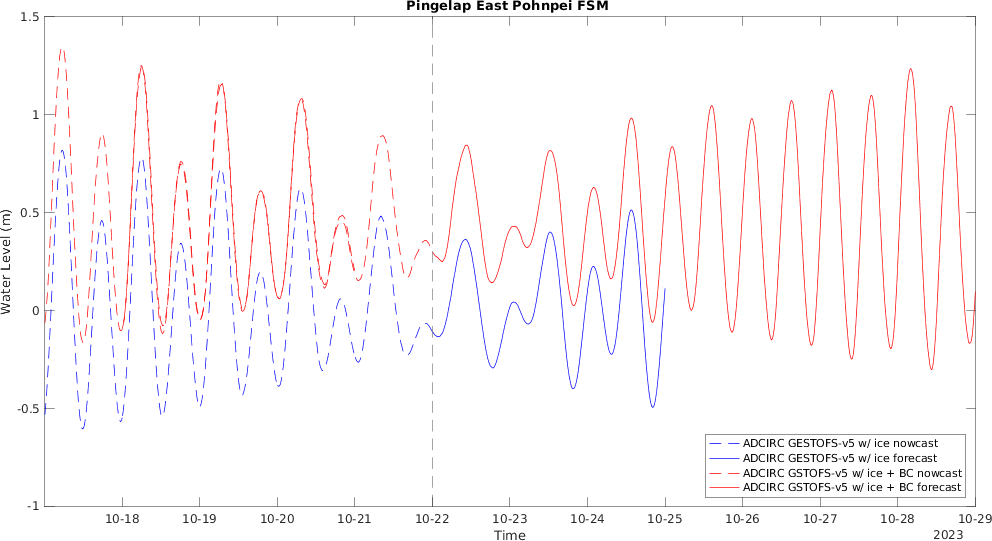 Pingelap East Pohnpei FSM
Water Level (m)
1.5
1
0.5
0
-0.5
-1
10-18 10-19 10-20 10-21 10-22 10-23 10-24 10-25 10-26 10-27 10-28 10-29
Time
2023
ADCIRC GESTOFS-v5 w/ ice nowcast
ADCIRC GESTOFS-v5 w/ ice forecast
ADCIRC GSTOFS-v5 w/ ice + BC nowcast
ADCIRC GSTOFS-v5 w/ ice + BC forecast